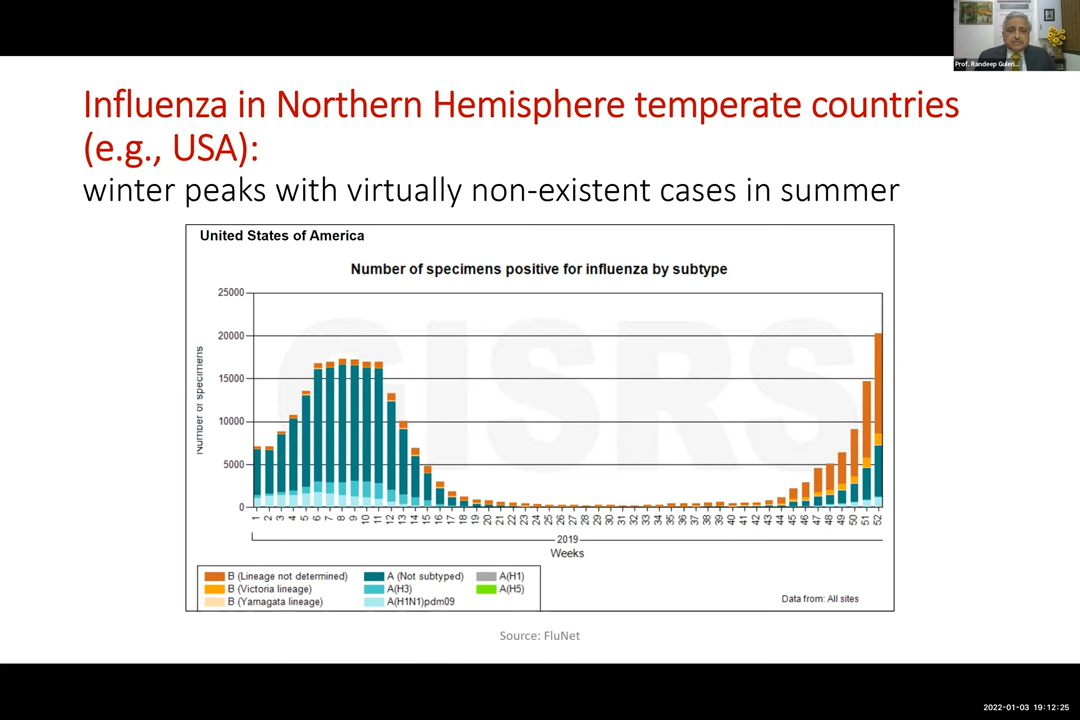 Prof. Randeep Guleri...
Influenza in Northern Hemisphere temperate countries
(e.g., USA):
winter peaks with virtually non-existent cases in summer
United States of America
Number of specimens positive for influenza by subtype
GISRS
Number of specimens
25000
20000
15000
10000
5000
0
1 2 3 4 5 6 7 8 9 10 11 12 13 14 15 16 17 18 19 20 21 22 23 24 25 26 27 28 29 30 31 32 33 34 35 36 37 38 39 40 41 42 43 44 45 46 47 48 49 50 51 52
2019
Weeks
B (Lineage not determined) A (Not subtyped) A(H1)
B (Victoria lineage) A(H3) A(H5)
B (Yamagata lineage) A(H1N1)pdm09
Data from: All sites
Source: FluNet
2022-01-03 19:12:25